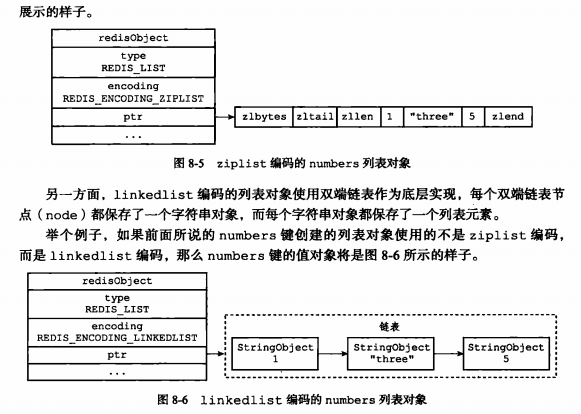 展示的样子。
redisObject
type
REDIS_LIST
encoding
REDIS_ENCODING_ZIPLIST
ptr
...
zlbytes zltail zllen 1 "three" 5 zlend
图 8-5 ziplist 编码的 numbers 列表对象
另一方面，linkedlist 编码的列表对象使用双端链表作为底层实现，每个双端链表节
点（node）都保存了一个字符串对象，而每个字符串对象都保存了一个列表元素。
举个例子，如果前面所说的 numbers 键创建的列表对象使用的不是 ziplist 编码，
而是 linkedlist 编码，那么 numbers 键的值对象将是图 8-6 所示的样子。
redisObject
type
REDIS_LIST
encoding
REDIS_ENCODING_LINKEDLIST
ptr
...
链表
StringObject
1
StringObject
"three"
StringObject
5
图 8-6 linkedlist 编码的 numbers 列表对象